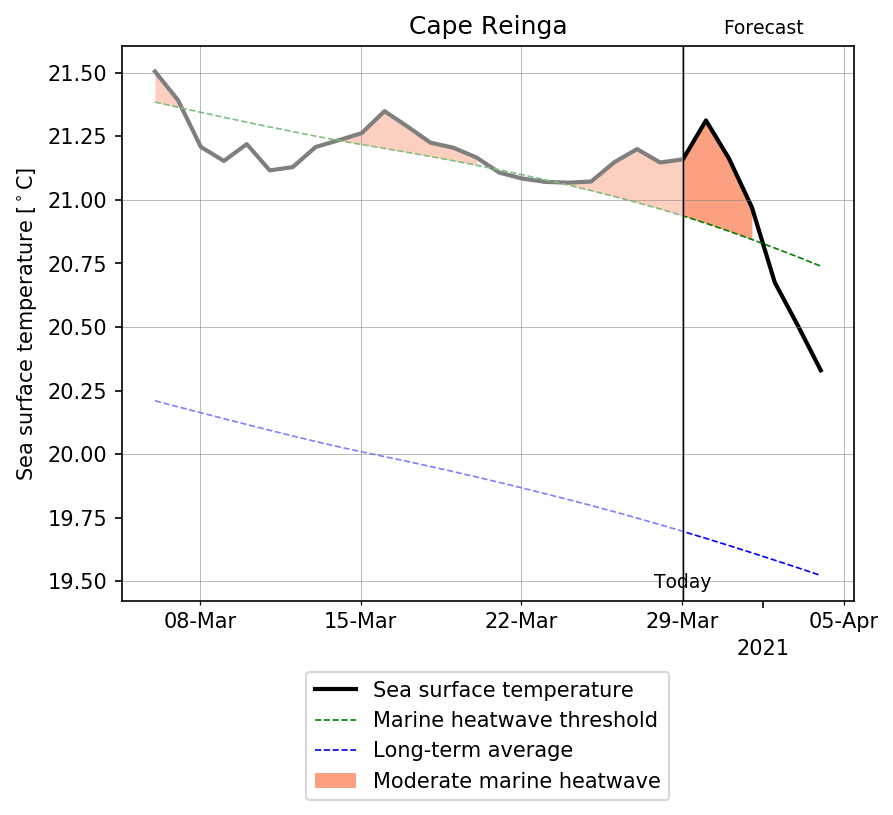 Cape Reinga
Forecast
Sea surface temperature [°C]
21.50
21.25
21.00
20.75
20.50
20.25
20.00
19.75
19.50
Today
08-Mar 15-Mar 22-Mar 29-Mar 05-Apr
2021
Sea surface temperature
Marine heatwave threshold
Long-term average
Moderate marine heatwave